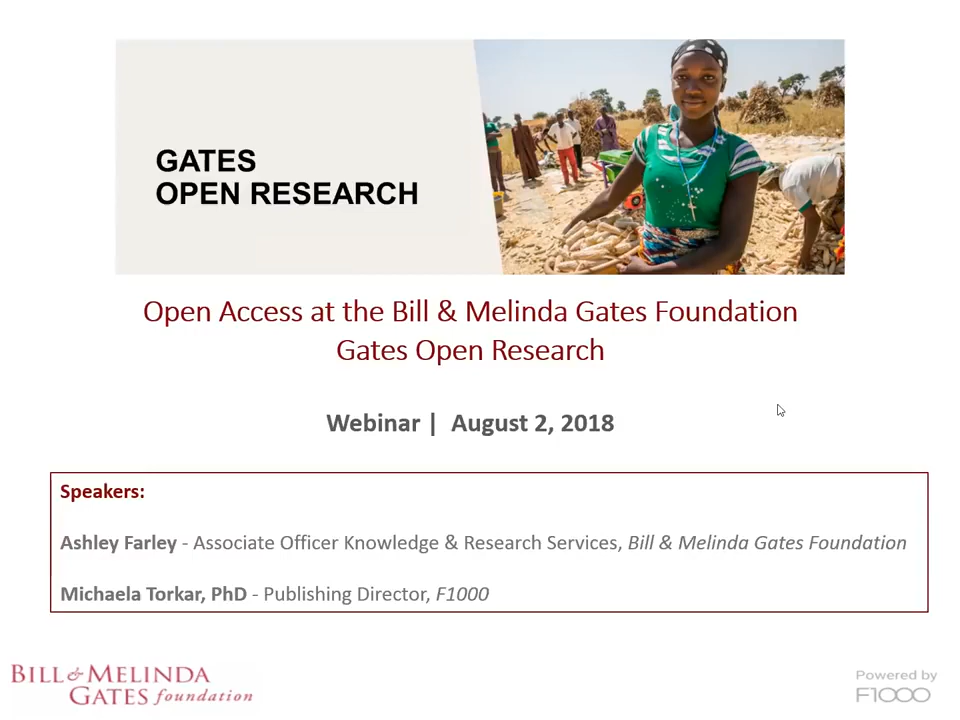 GATES
OPEN RESEARCH
Open Access at the Bill & Melinda Gates Foundation
Gates Open Research
Webinar | August 2, 2018
Speakers:
Ashley Farley - Associate Officer Knowledge & Research Services, Bill & Melinda Gates Foundation
Michaela Torkar, PhD - Publishing Director, F1000
BILL & MELINDA
GATES foundation
Powered by
F1000